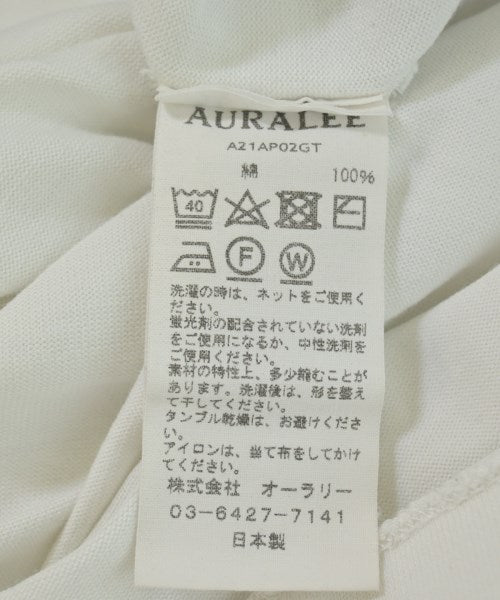 AURALEE
A21AP02GT
綿 100%
40
F W
洗濯の時は、ネットをご使用く
ださい。
蛍光剤の配合されていない洗剤
をご使用になるか、中性洗剤を
ご使用ください。
素材の特性上、多少縮むことが
あります。洗濯後は、形を整え
て干してください。
タンブル乾燥は、お避けくださ
い。
アイロンは、当て布をしてかけ
てください。
株式会社 オーラリー
03-6427-7141
日本製